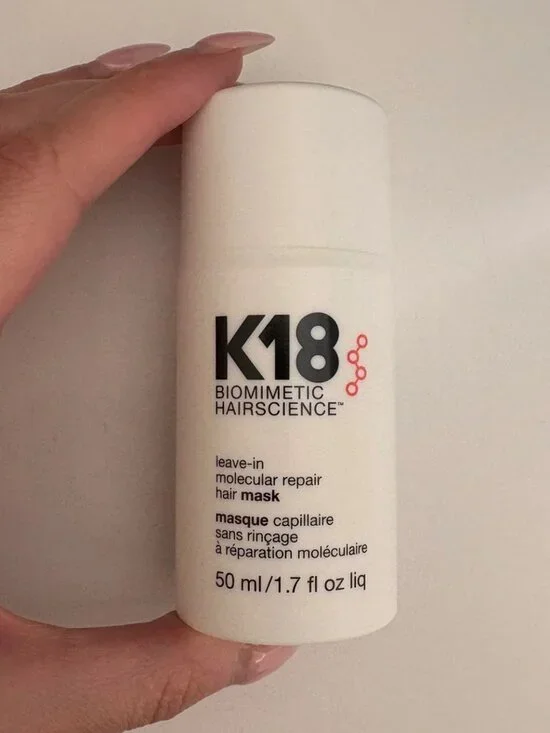 K18
BIOMIMETIC
HAIRSCIENCE™
leave-in
molecular repair
hair mask
masque capillaire
sans rinçage
à réparation moléculaire
50 ml/1.7 fl oz liq